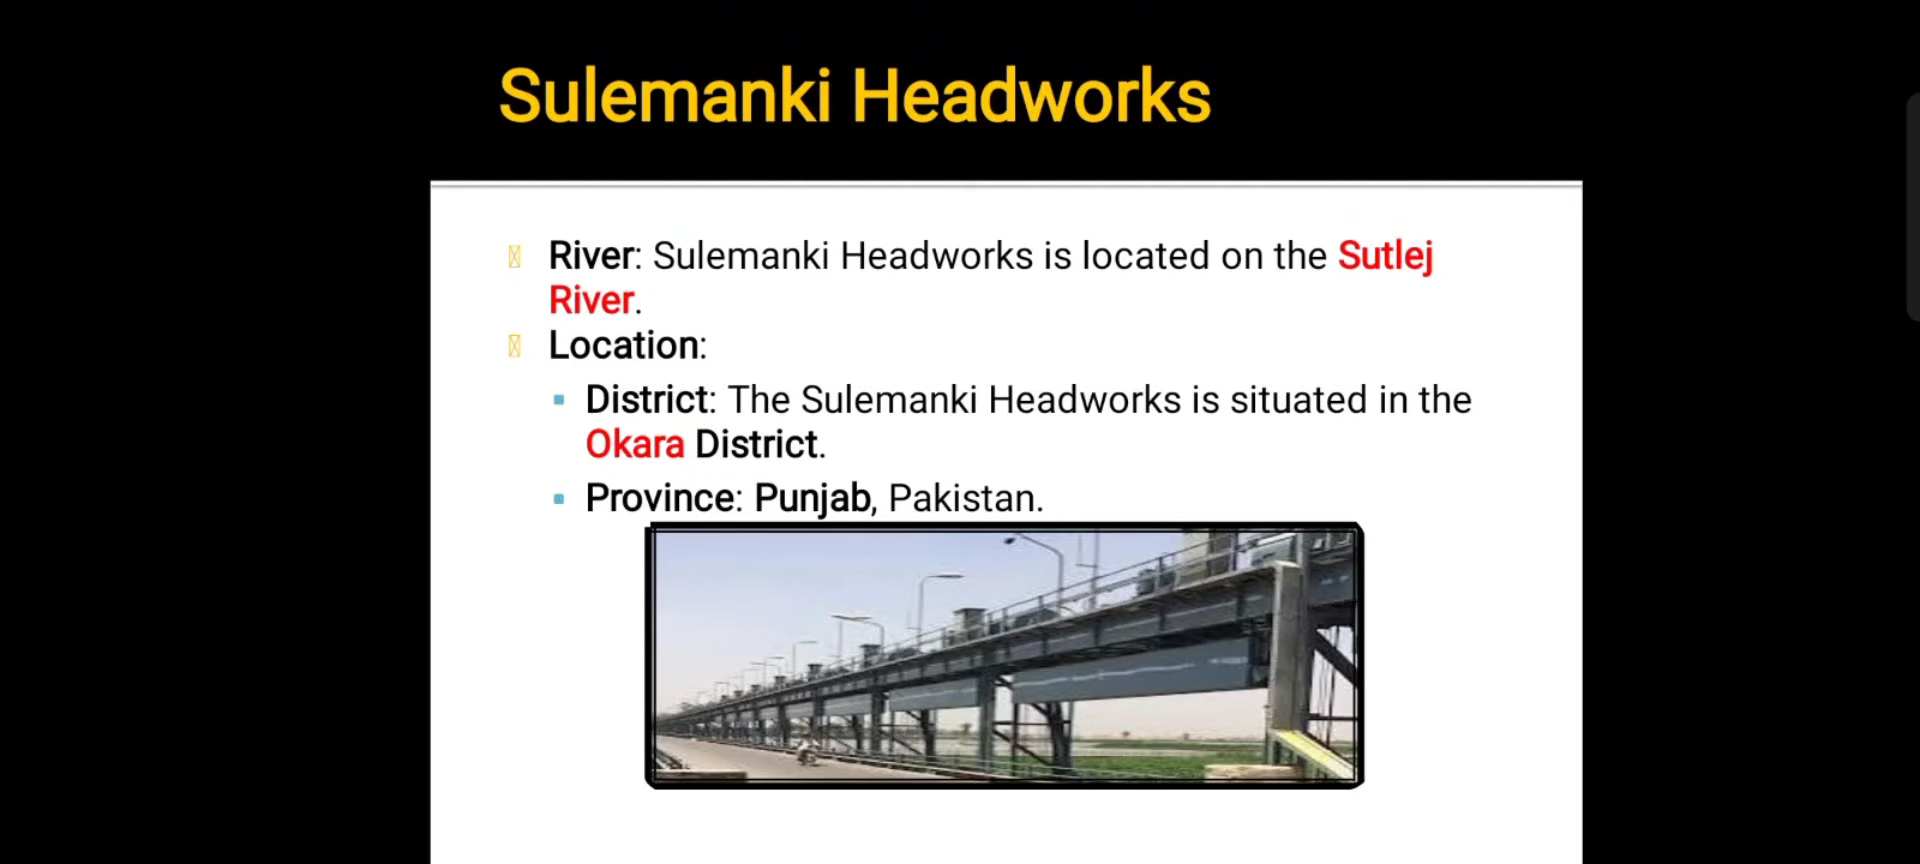 Sulemanki Headworks
River: Sulemanki Headworks is located on the Sutlej
River.
Location:
District: The Sulemanki Headworks is situated in the
Okara District.
Province: Punjab, Pakistan.